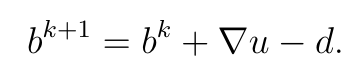 b^{k+1} = b^k + ∇u − d.